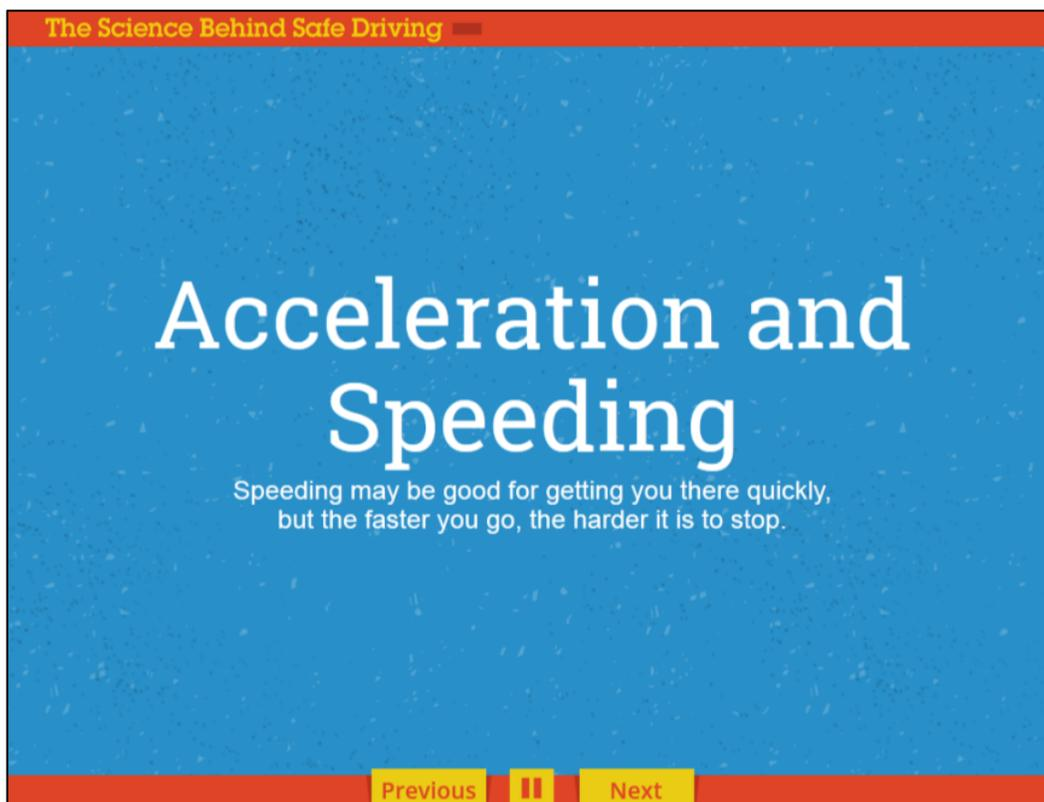 The Science Behind Safe Driving
Acceleration and
Speeding
Speeding may be good for getting you there quickly,
but the faster you go, the harder it is to stop.
Previous
Next